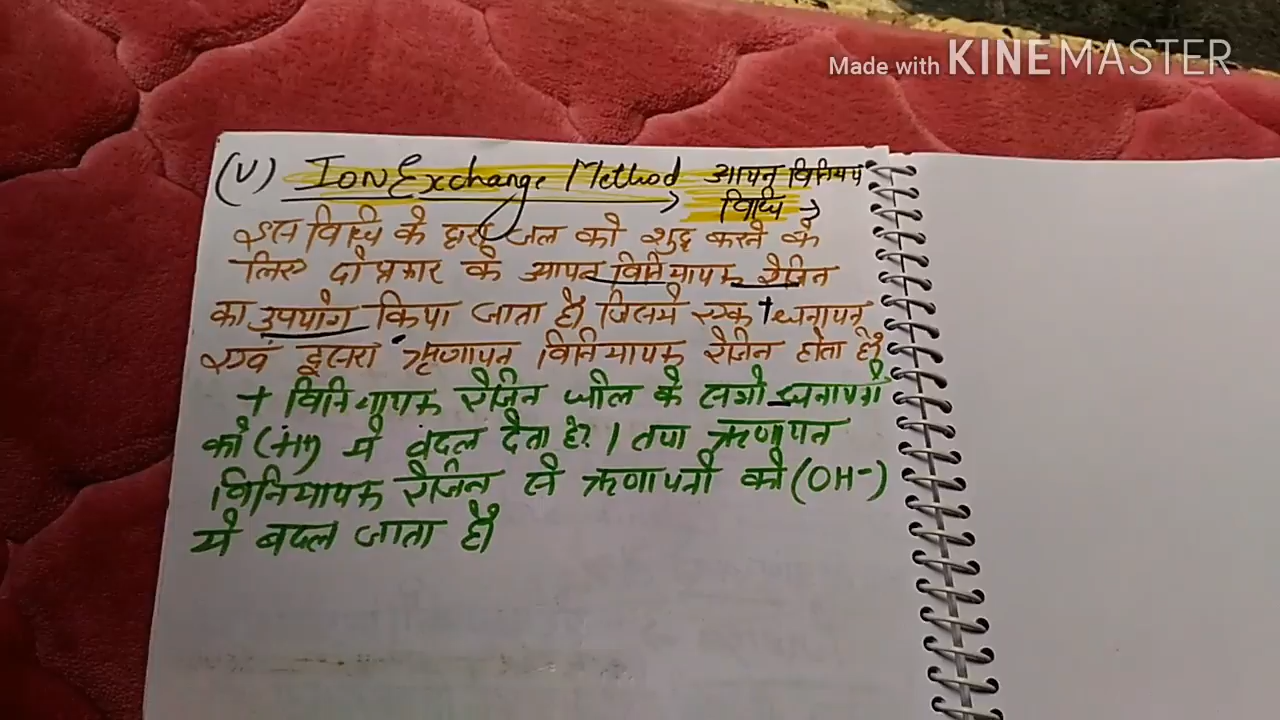 Made with KINEMASTER
(V) Ion Exchange Method आयन विनिमय
विधि →
इस विधि के द्वारा जल को शुद्ध करने के
लिए दो प्रकार के आयन विनिमायक रेजिन
का उपयोग किया जाता है। जिसमे एक + धनायन
एवं दूसरा - ऋणायन विनिमायक रेजिन होता है।
+ विनिमायक रेजिन जील के सभी धनायनो
को (H+) मे बदल देता है। तथा ऋणायन
विनिमायक रेजिन से ऋणायनो को (OH-)
मे बदल जाता है।